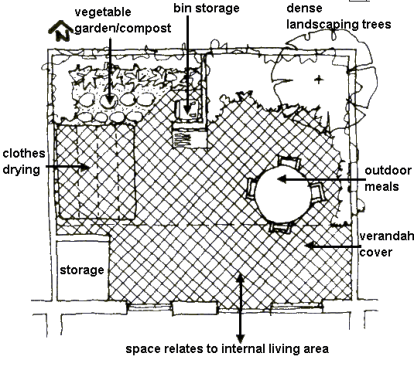 vegetable
garden/compost
bin storage
dense
landscaping trees
clothes
drying
outdoor
meals
verandah
cover
storage
space relates to internal living area